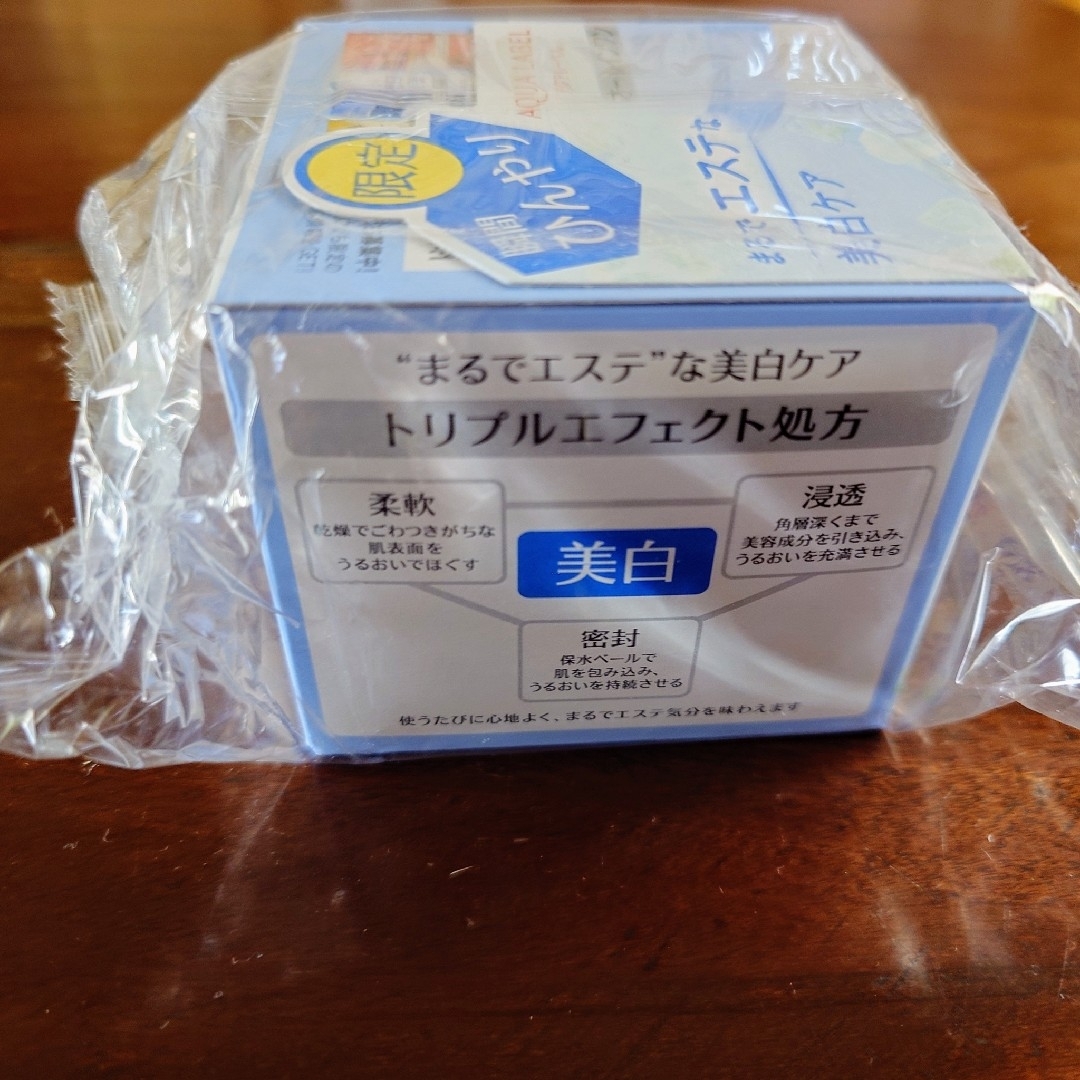 AQUALABEL
限定
瞬間
ひんやり
まるで
エステな
美白ケア
“まるでエステ”な美白ケア
トリプルエフェクト処方
柔軟
乾燥でごわつきがちな
肌表面を
うるおいでほぐす
浸透
角層深くまで
美容成分を引き込み、
うるおいを充満させる
美白
密封
保水ベールで
肌を包み込み、
うるおいを持続させる
使うたびに心地よく、まるでエステ気分を味わえます